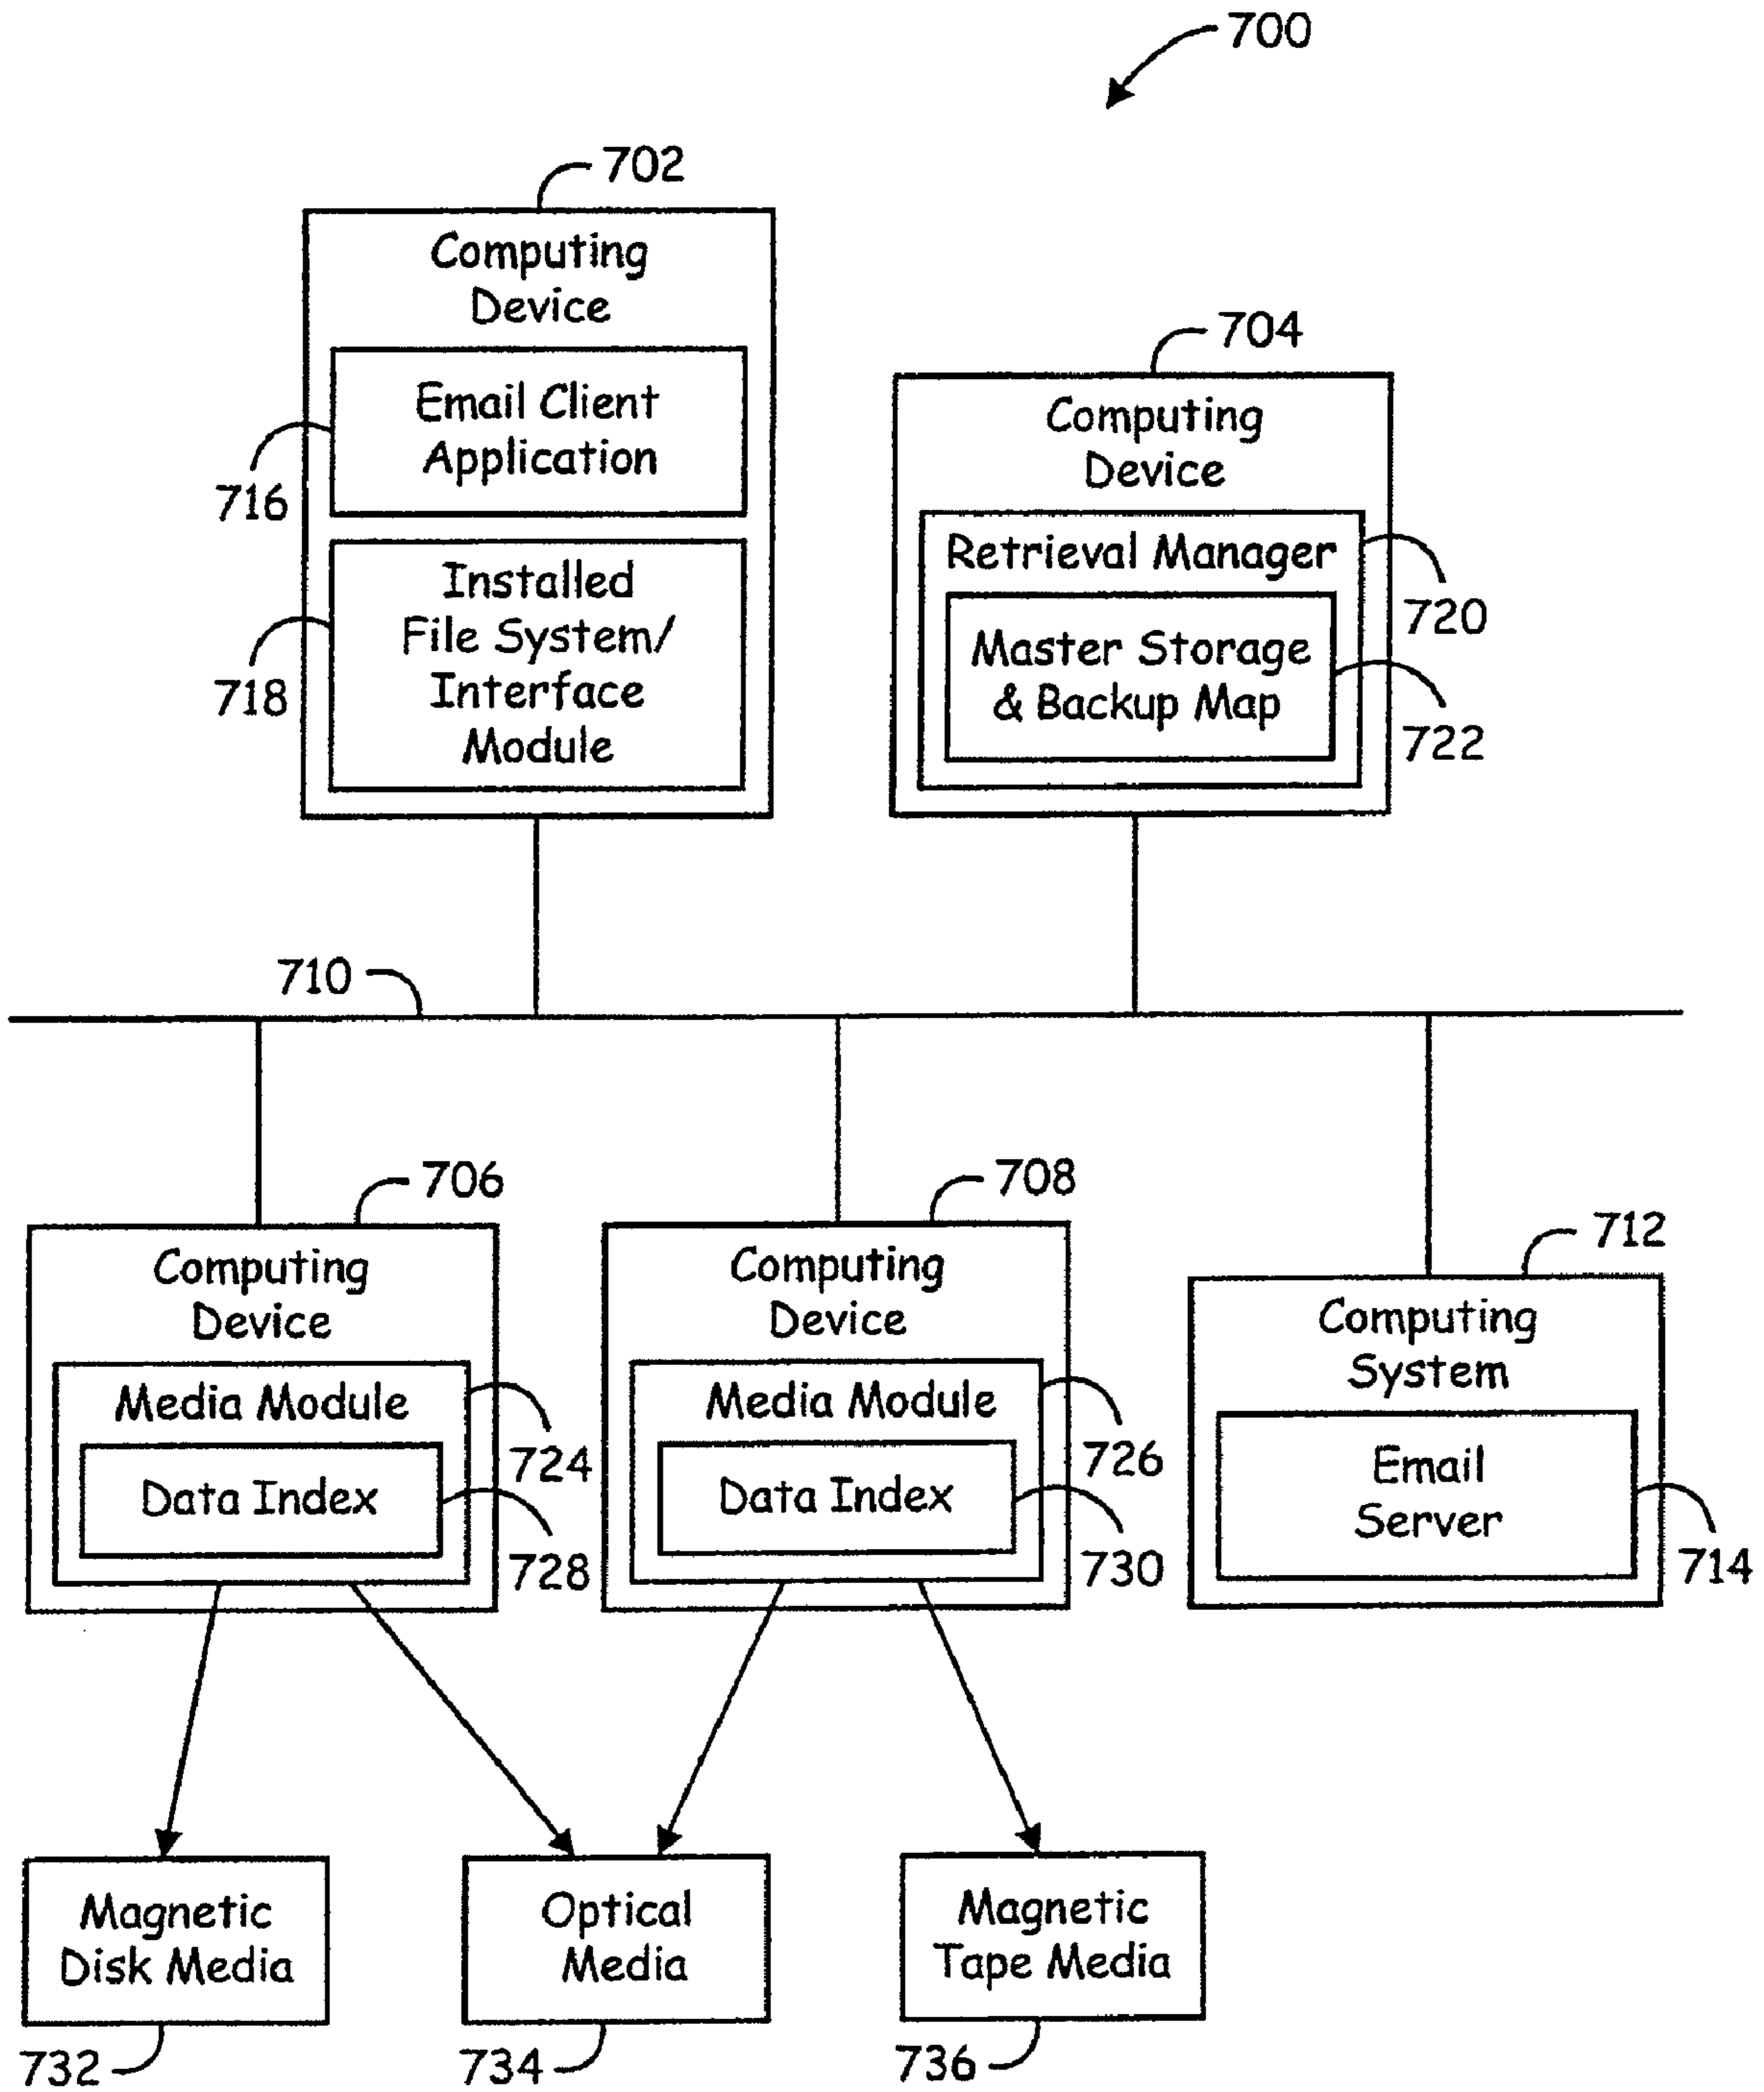 700
702
Computing
Device
Email Client
Application
716
Installed
File System/
Interface
Module
718
704
Computing
Device
Retrieval Manager
720
Master Storage
& Backup Map
722
710
706
Computing
Device
Media Module
724
Data Index
728
708
Computing
Device
Media Module
726
Data Index
730
712
Computing
System
Email
Server
714
Magnetic
Disk Media
732
Optical
Media
734
Magnetic
Tape Media
736